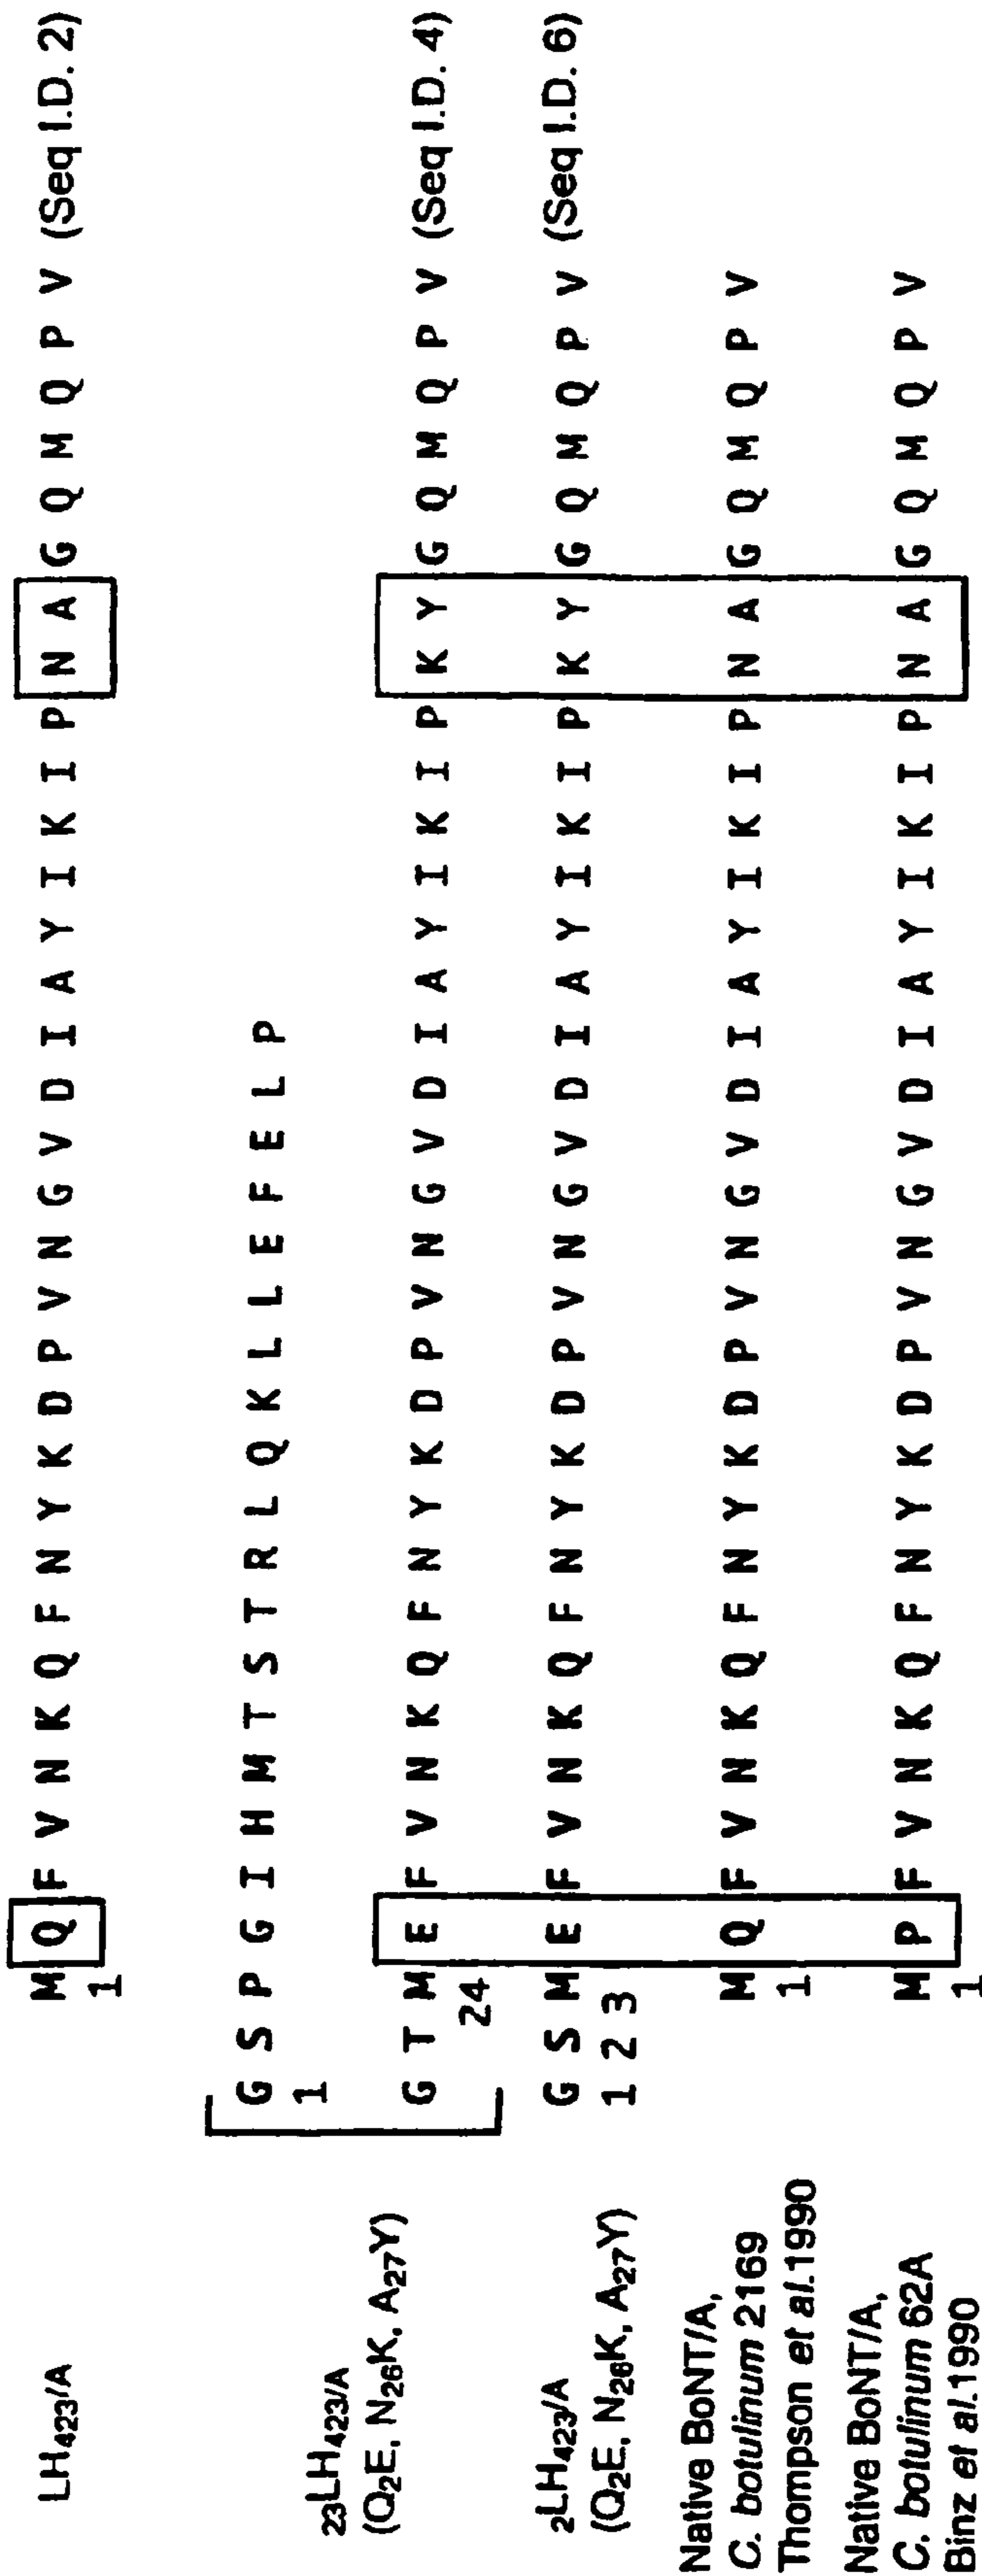 LH423/A M Q F V N K Q F N Y K D P V N G V D I A Y I K I P N A G Q M Q P V (Seq I.D. 2)
1
G S P G I H M T S T R L Q K L L E F E L P
1
23LH423/A
(Q2E, N26K, A27Y)
G T M E F V N K Q F N Y K D P V N G V D I A Y I K I P K Y G Q M Q P V (Seq I.D. 4)
24
2LH423/A
(Q2E, N26K, A27Y)
G S M E F V N K Q F N Y K D P V N G V D I A Y I K I P K Y G Q M Q P V (Seq I.D. 6)
1 2 3
Native BoNT/A,
C. botulinum 2169
Thompson et al.1990
M Q F V N K Q F N Y K D P V N G V D I A Y I K I P N A G Q M Q P V
1
Native BoNT/A,
C. botulinum 62A
Binz et al.1990
M P F V N K Q F N Y K D P V N G V D I A Y I K I P N A G Q M Q P V
1